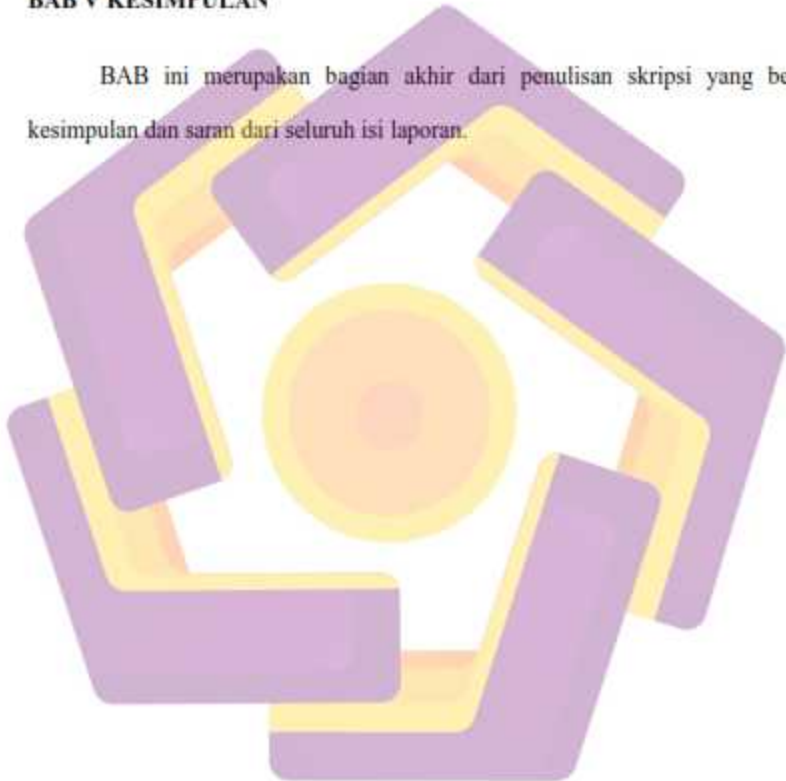 BAB V KESIMPULAN
BAB ini merupakan bagian akhir dari penulisan skripsi yang
kesimpulan dan saran dari seluruh isi laporan.